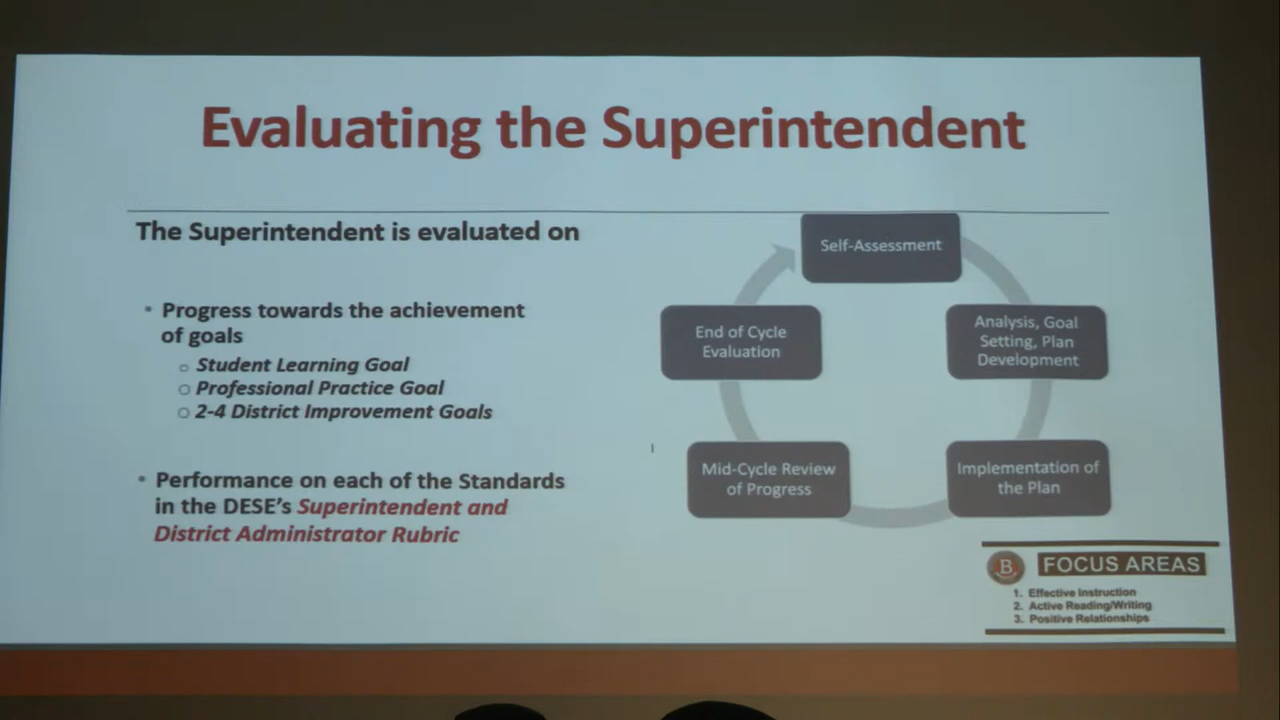 Evaluating the Superintendent
The Superintendent is evaluated on
• Progress towards the achievement
of goals
○ Student Learning Goal
○ Professional Practice Goal
○ 2-4 District Improvement Goals
• Performance on each of the Standards
in the DESE's Superintendent and
District Administrator Rubric
Self-Assessment
Analysis, Goal
Setting, Plan
Development
Implementation of
the Plan
Mid-Cycle Review
of Progress
End of Cycle
Evaluation
B
FOCUS AREAS
1. Effective Instruction
2. Active Reading/Writing
3. Positive Relationships